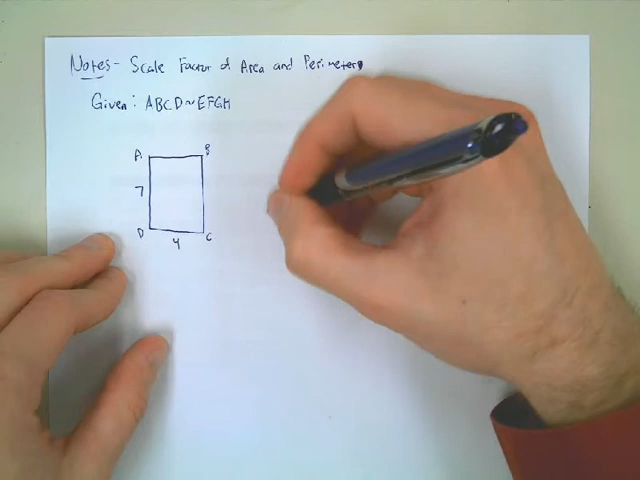 Notes - Scale Factor of Area and Perimeter
Given: ABCD~EFGH
A B
7
D C
4